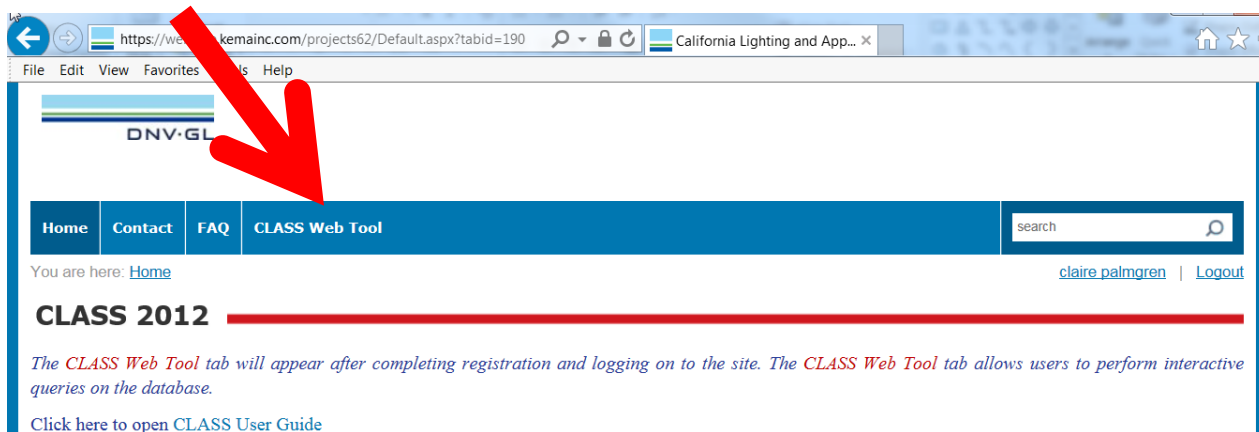 https://we kemainc.com/projects62/Default.aspx?tabid=190 California Lighting and App... ×
File Edit View Favorites Help
DNV·GL
Home Contact FAQ CLASS Web Tool search
You are here: Home claire palmgren | Logout
CLASS 2012
The CLASS Web Tool tab will appear after completing registration and logging on to the site. The CLASS Web Tool tab allows users to perform interactive
queries on the database.
Click here to open CLASS User Guide